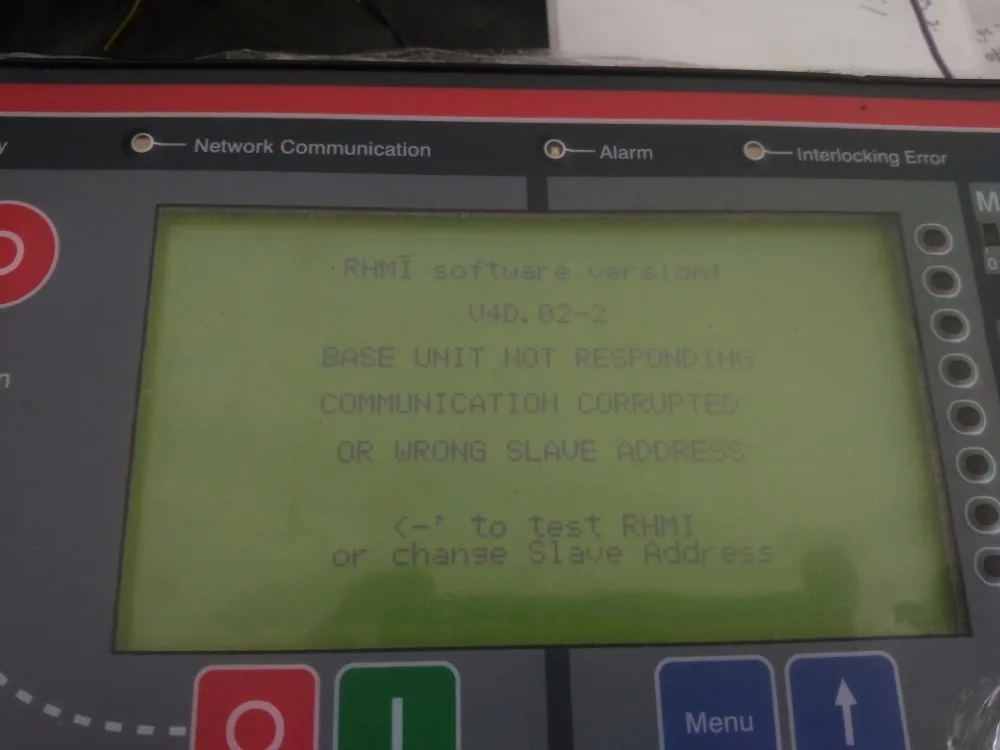 Network Communication
Alarm
Interlocking Error
RHMI software version:
V4D.02-2
BASE UNIT NOT RESPONDING
COMMUNICATION CORRUPTED
OR WRONG SLAVE ADDRESS
<-' to test RHMI
or change Slave Address
Menu